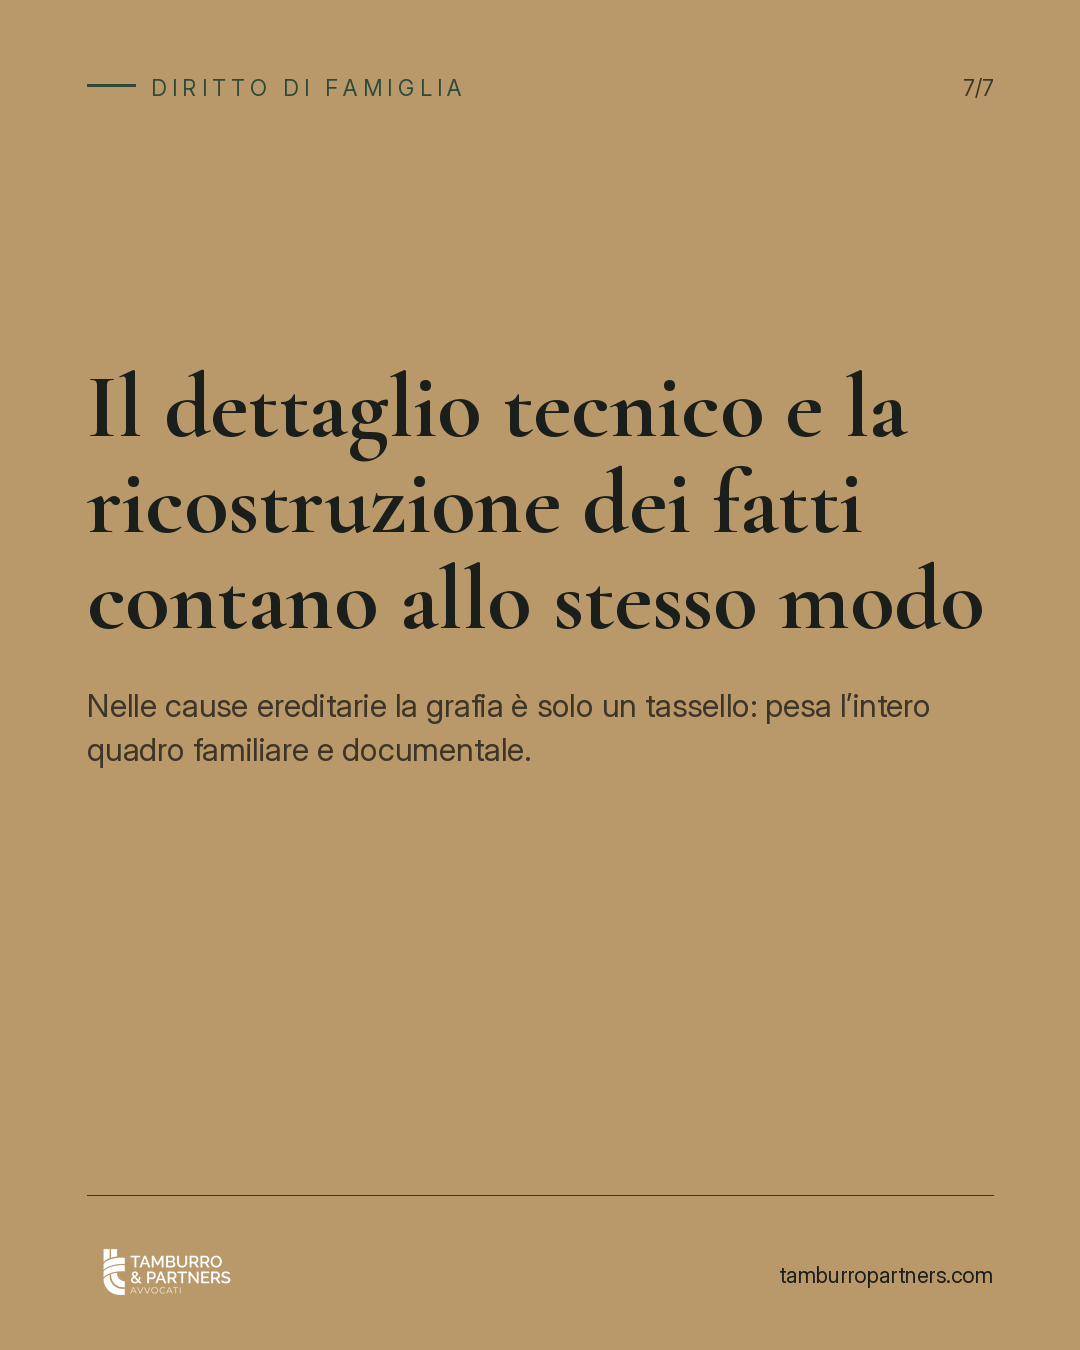 DIRITTO DI FAMIGLIA
7/7
Il dettaglio tecnico e la
ricostruzione dei fatti
contano allo stesso modo
Nelle cause ereditarie la grafia è solo un tassello: pesa l’intero
quadro familiare e documentale.
TAMBURRO
& PARTNERS
AVVOCATI
tamburropartners.com